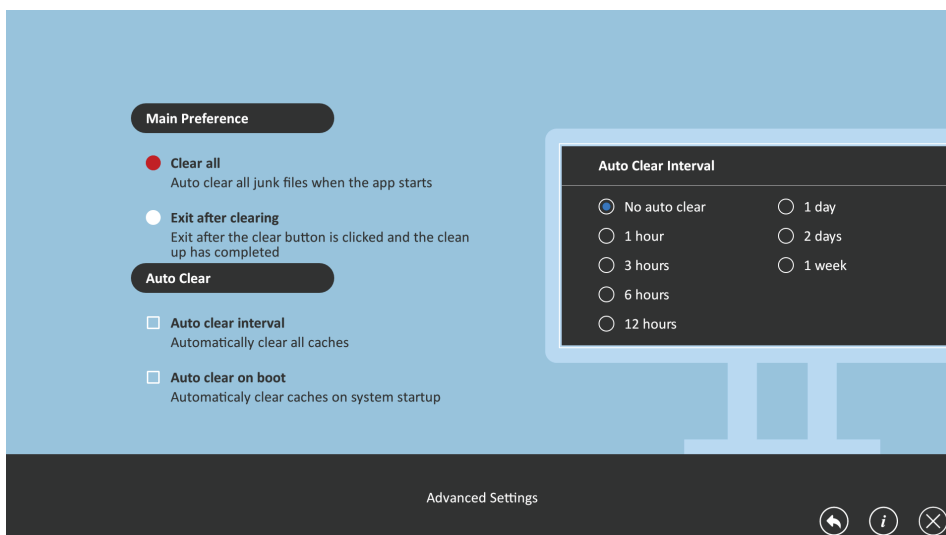 Main Preference
Clear all
Auto clear all junk files when the app starts
Exit after clearing
Exit after the clear button is clicked and the clean
up has completed
Auto Clear
Auto clear interval
Automatically clear all caches
Auto clear on boot
Automaticaly clear caches on system startup
Auto Clear Interval
No auto clear
1 hour
3 hours
6 hours
12 hours
1 day
2 days
1 week
Advanced Settings
i